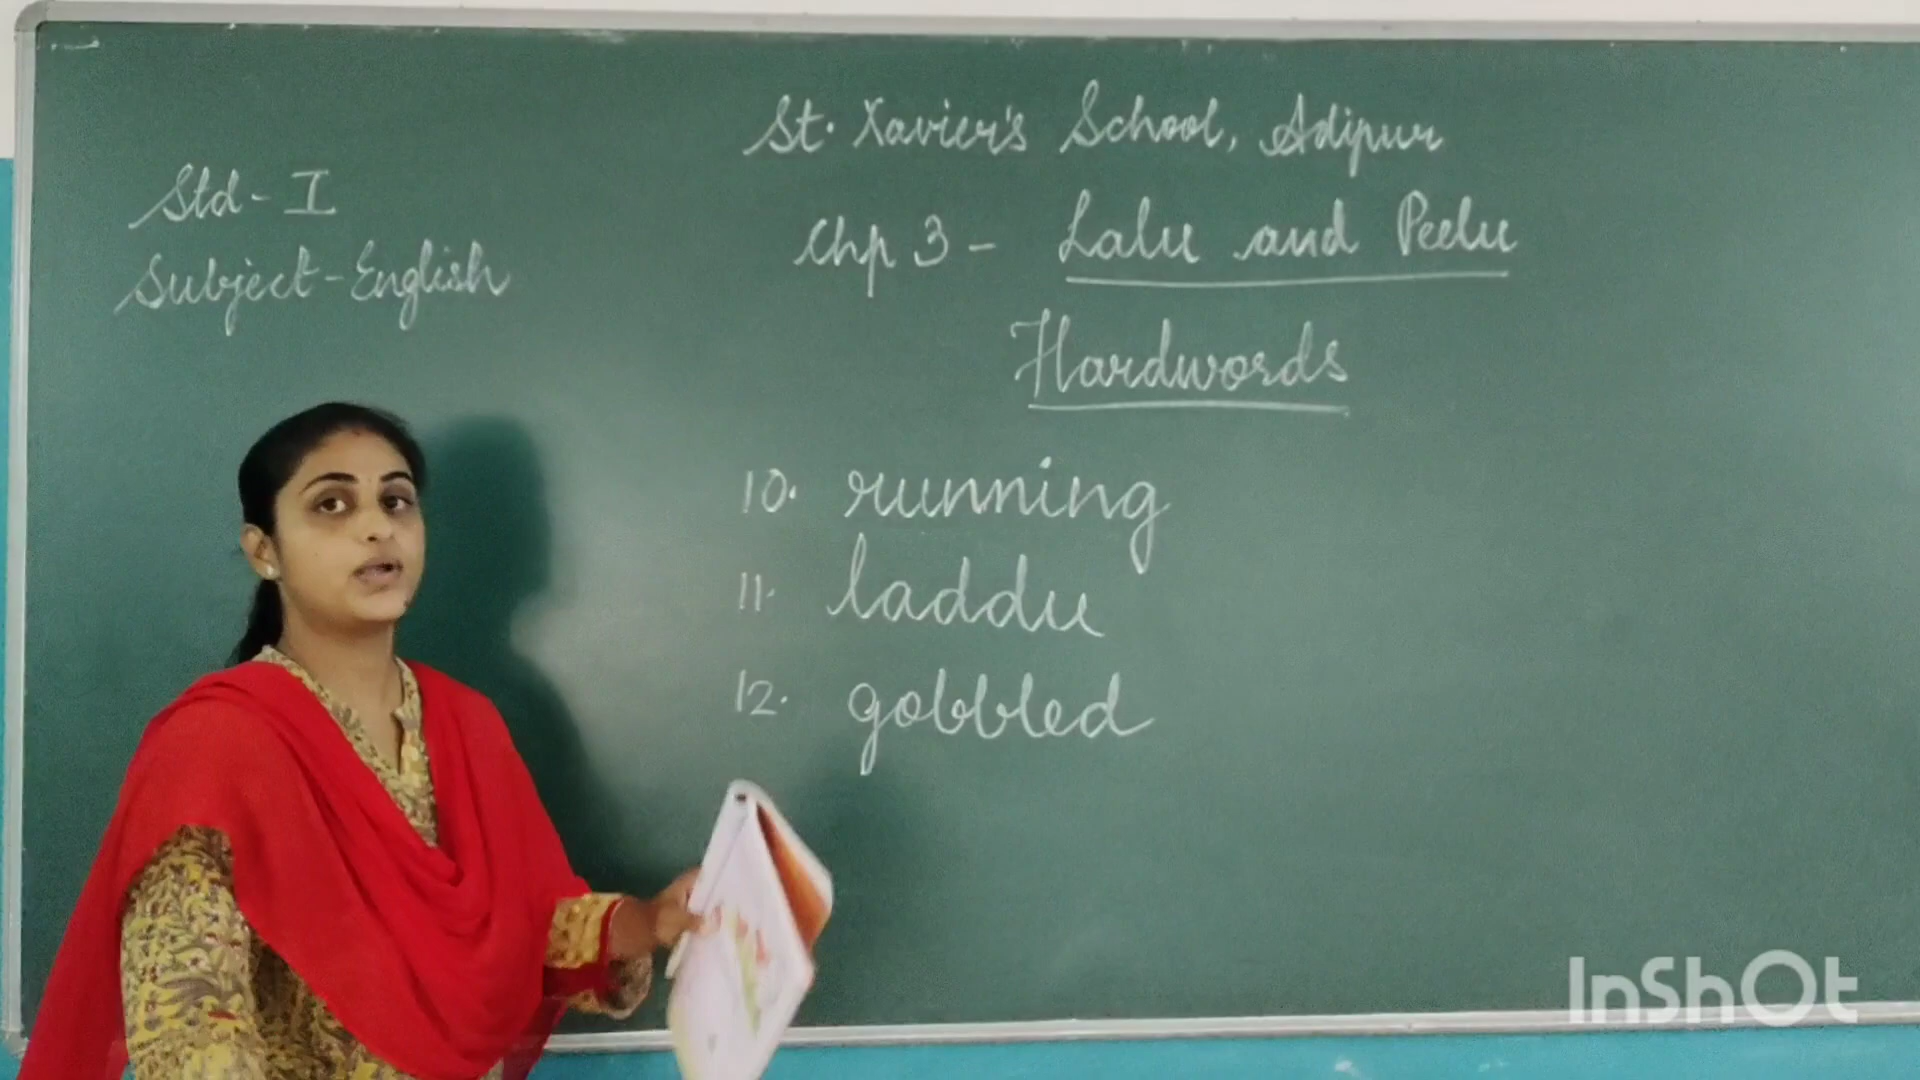 St. Xavier's School, Adipur
Std - I
Subject - English
Chp 3 - Lalu and Peelu
Hardwords
10. running
11. laddu
12. gobbled
InShOt